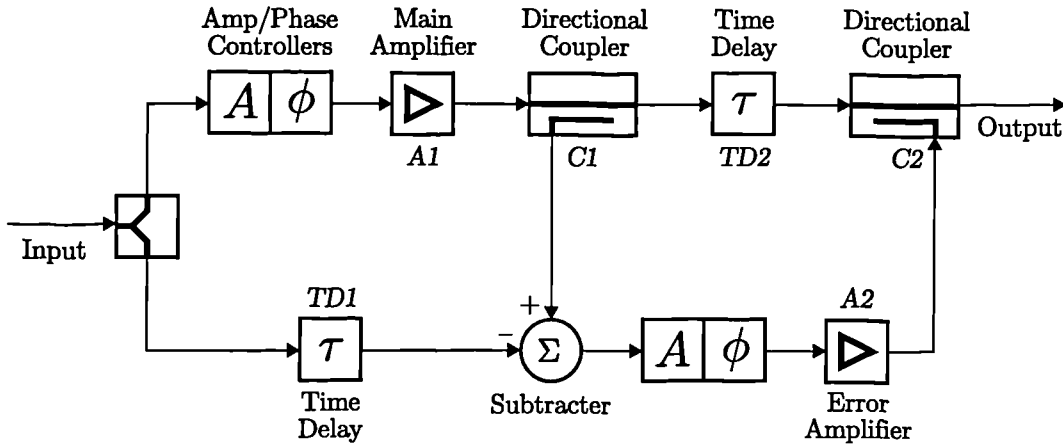 Amp/Phase
Controllers
Main
Amplifier
Directional
Coupler
Time
Delay
Directional
Coupler
A ϕ
τ
A1
C1
TD2
C2
Output
Input
TD1
τ
Time
Delay
+
-
Σ
Subtracter
A ϕ
A2
Error
Amplifier